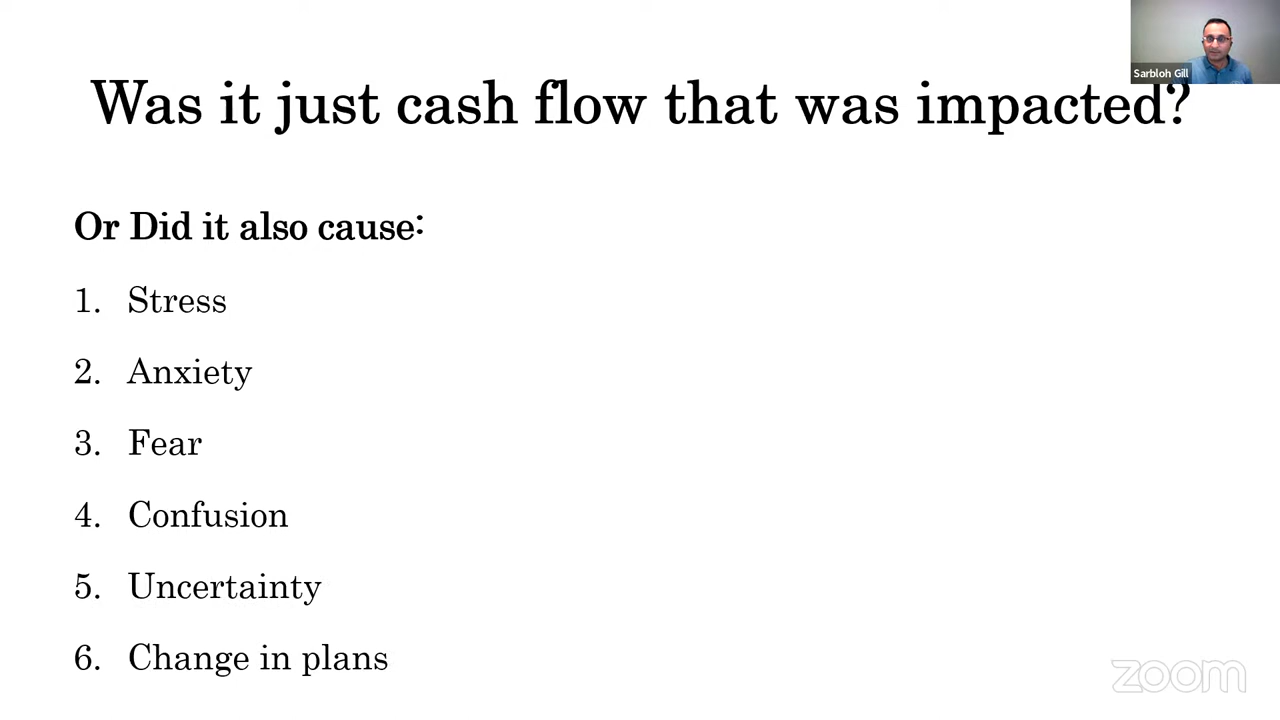 Was it just cash flow that was impacted?
Sarbloh Gill
Or Did it also cause:
1. Stress
2. Anxiety
3. Fear
4. Confusion
5. Uncertainty
6. Change in plans
zoom